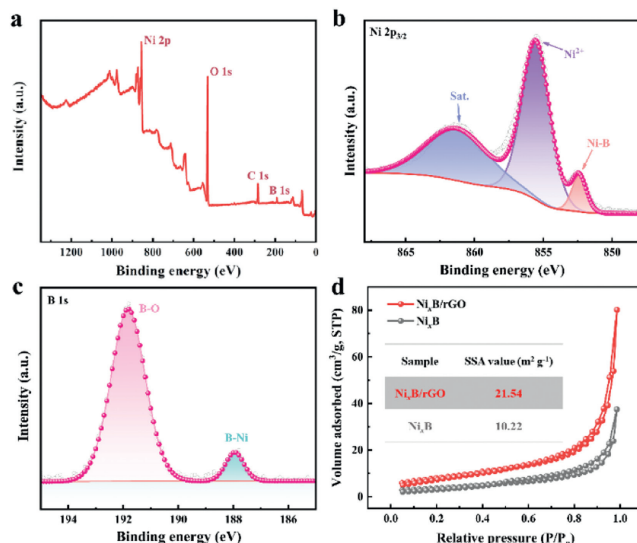 a
Ni 2p
O 1s
C 1s
B 1s
Intensity (a.u.)
1200 1000 800 600 400 200 0
Binding energy (eV)
b
Ni 2p₃/₂
Ni²⁺
Sat.
Ni-B
Intensity (a.u.)
865 860 855 850
Binding energy (eV)
c
B 1s
B-O
B-Ni
Intensity (a.u.)
194 192 190 188 186
Binding energy (eV)
d
NiₓB/rGO
NiₓB
Sample SSA value (m² g⁻¹)
NiₓB/rGO 21.54
NiₓB 10.22
Volume adsorbed (cm³/g, STP)
80
60
40
20
0
0.0 0.2 0.4 0.6 0.8 1.0
Relative pressure (P/P₀)